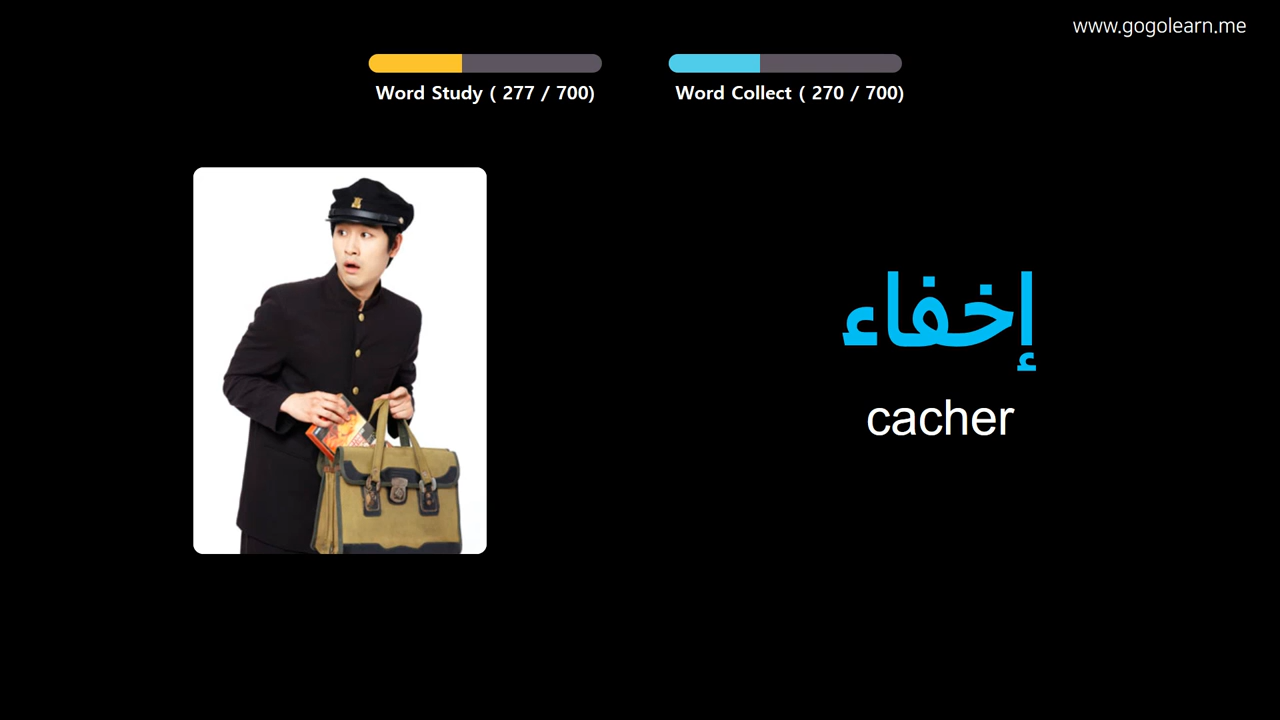 www.gogolearn.me
Word Study ( 277 / 700)
Word Collect ( 270 / 700)
إخفاء
cacher